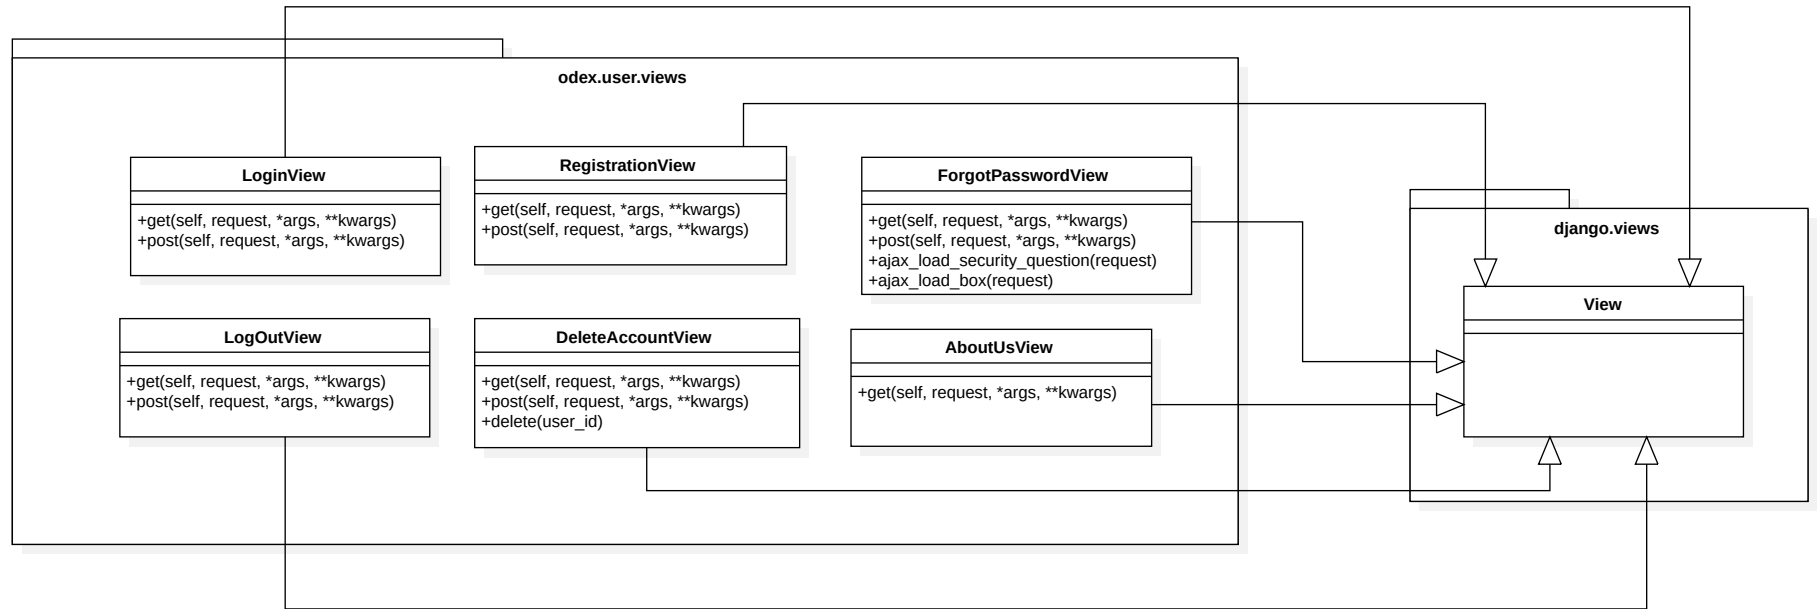 odex.user.views
LoginView
+get(self, request, *args, **kwargs)
+post(self, request, *args, **kwargs)
RegistrationView
+get(self, request, *args, **kwargs)
+post(self, request, *args, **kwargs)
ForgotPasswordView
+get(self, request, *args, **kwargs)
+post(self, request, *args, **kwargs)
+ajax_load_security_question(request)
+ajax_load_box(request)
LogOutView
+get(self, request, *args, **kwargs)
+post(self, request, *args, **kwargs)
DeleteAccountView
+get(self, request, *args, **kwargs)
+post(self, request, *args, **kwargs)
+delete(user_id)
AboutUsView
+get(self, request, *args, **kwargs)
django.views
View